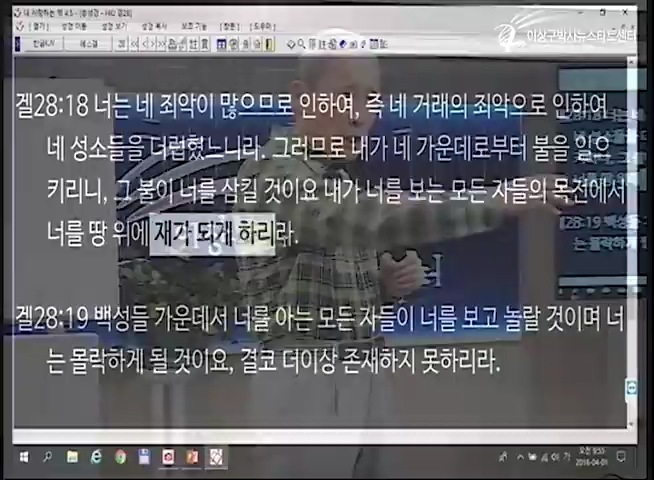 이상구박사뉴스타트센터
겔28:18 너는 네 죄악이 많으므로 인하여, 즉 네 거래의 죄악으로 인하여
네 성소들을 더럽혔느니라. 그러므로 내가 네 가운데로부터 불을 일으
키리니, 그 불이 너를 삼킬 것이요 내가 너를 보는 모든 자들의 목전에서
너를 땅 위에 재가 되게 하리라.
겔28:19 백성들 가운데서 너를 아는 모든 자들이 너를 보고 놀랄 것이며 너
는 몰락하게 될 것이요, 결코 더이상 존재하지 못하리라.
2018-04-01